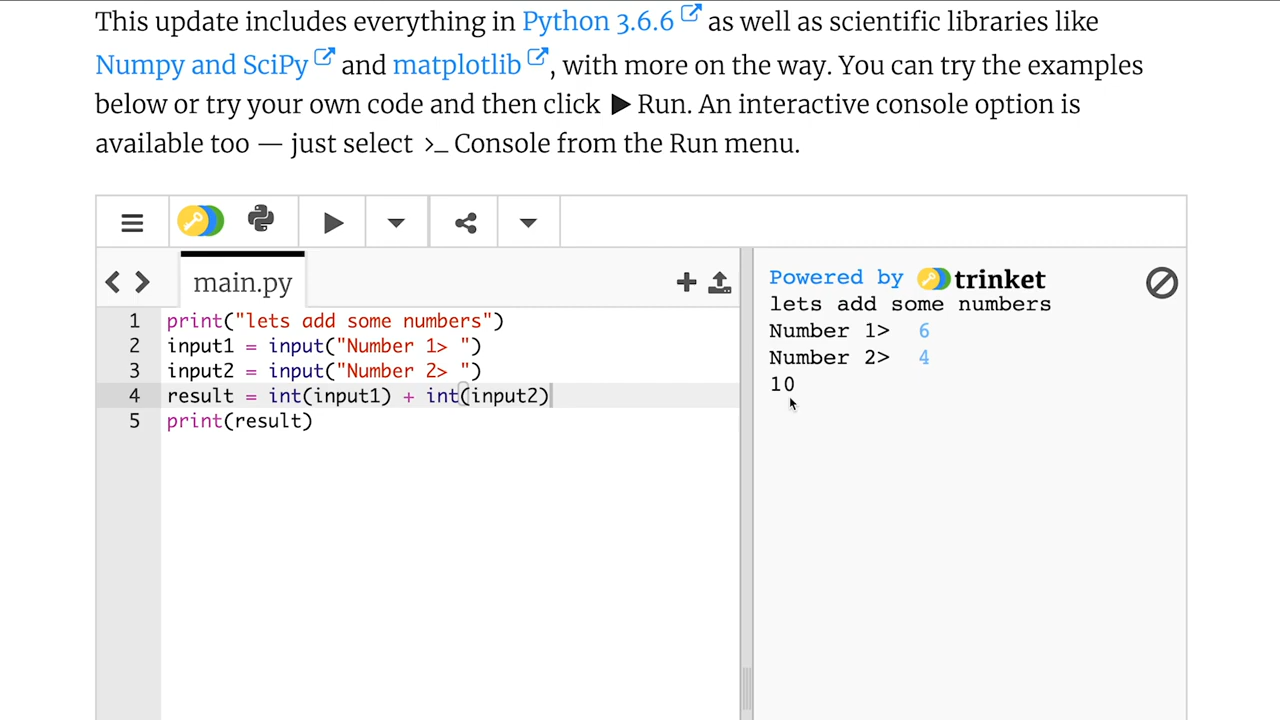 This update includes everything in Python 3.6.6 as well as scientific libraries like
Numpy and SciPy and matplotlib, with more on the way. You can try the examples
below or try your own code and then click ▶ Run. An interactive console option is
available too — just select >_ Console from the Run menu.
main.py
1 print("lets add some numbers")
2 input1 = input("Number 1> ")
3 input2 = input("Number 2> ")
4 result = int(input1) + int(input2)
5 print(result)
Powered by trinket
lets add some numbers
Number 1> 6
Number 2> 4
10